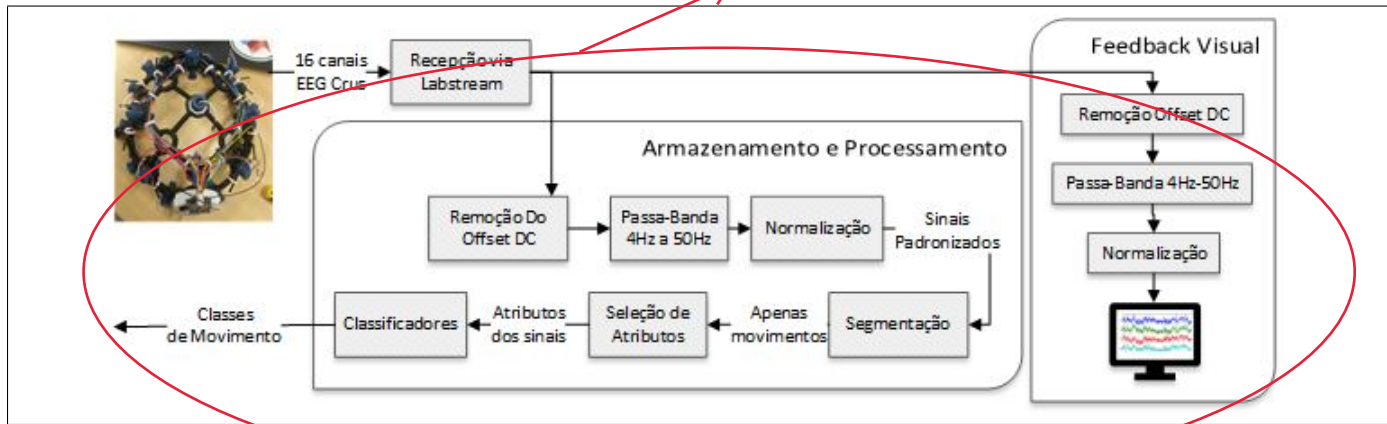 16 canais
EEG Crus
Recepção via
Labstream
Feedback Visual
Remoção Offset DC
Passa-Banda 4Hz-50Hz
Normalização
Armazenamento e Processamento
Remoção Do
Offset DC
Passa-Banda
4Hz a 50Hz
Normalização
Sinais
Padronizados
Segmentação
Apenas
movimentos
Seleção de
Atributos
Atributos
dos sinais
Classificadores
Classes
de Movimento